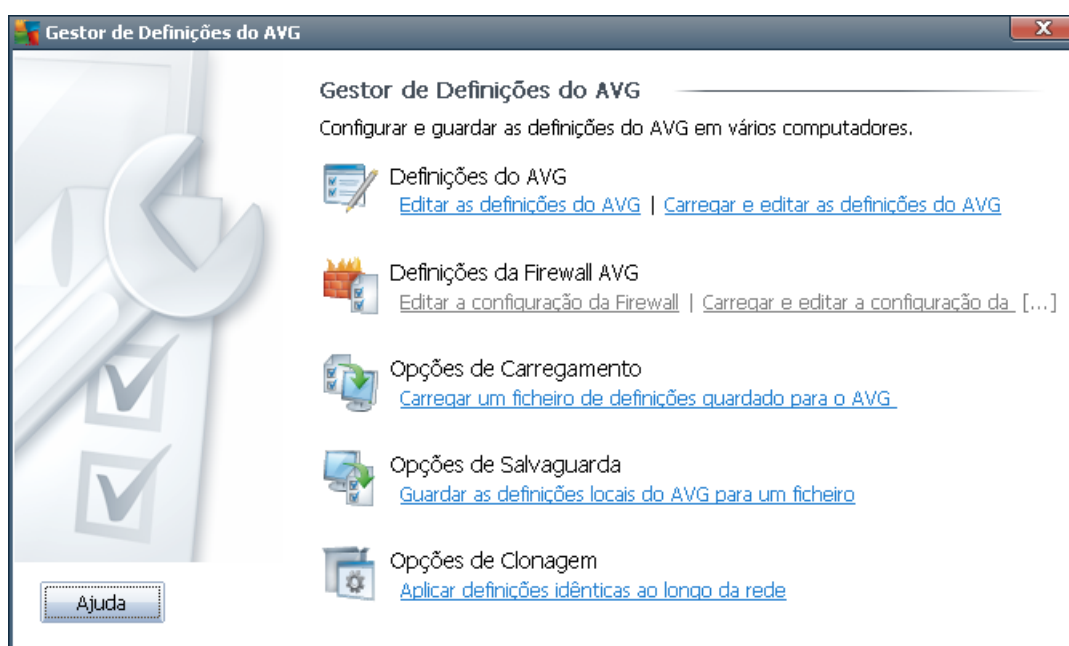 Gestor de Definições do AVG
Gestor de Definições do AVG
Configurar e guardar as definições do AVG em vários computadores.
Definições do AVG
Editar as definições do AVG | Carregar e editar as definições do AVG
Definições da Firewall AVG
Editar a configuração da Firewall | Carregar e editar a configuração da [...]
Opções de Carregamento
Carregar um ficheiro de definições guardado para o AVG
Opções de Salvaguarda
Guardar as definições locais do AVG para um ficheiro
Opções de Clonagem
Aplicar definições idênticas ao longo da rede
Ajuda